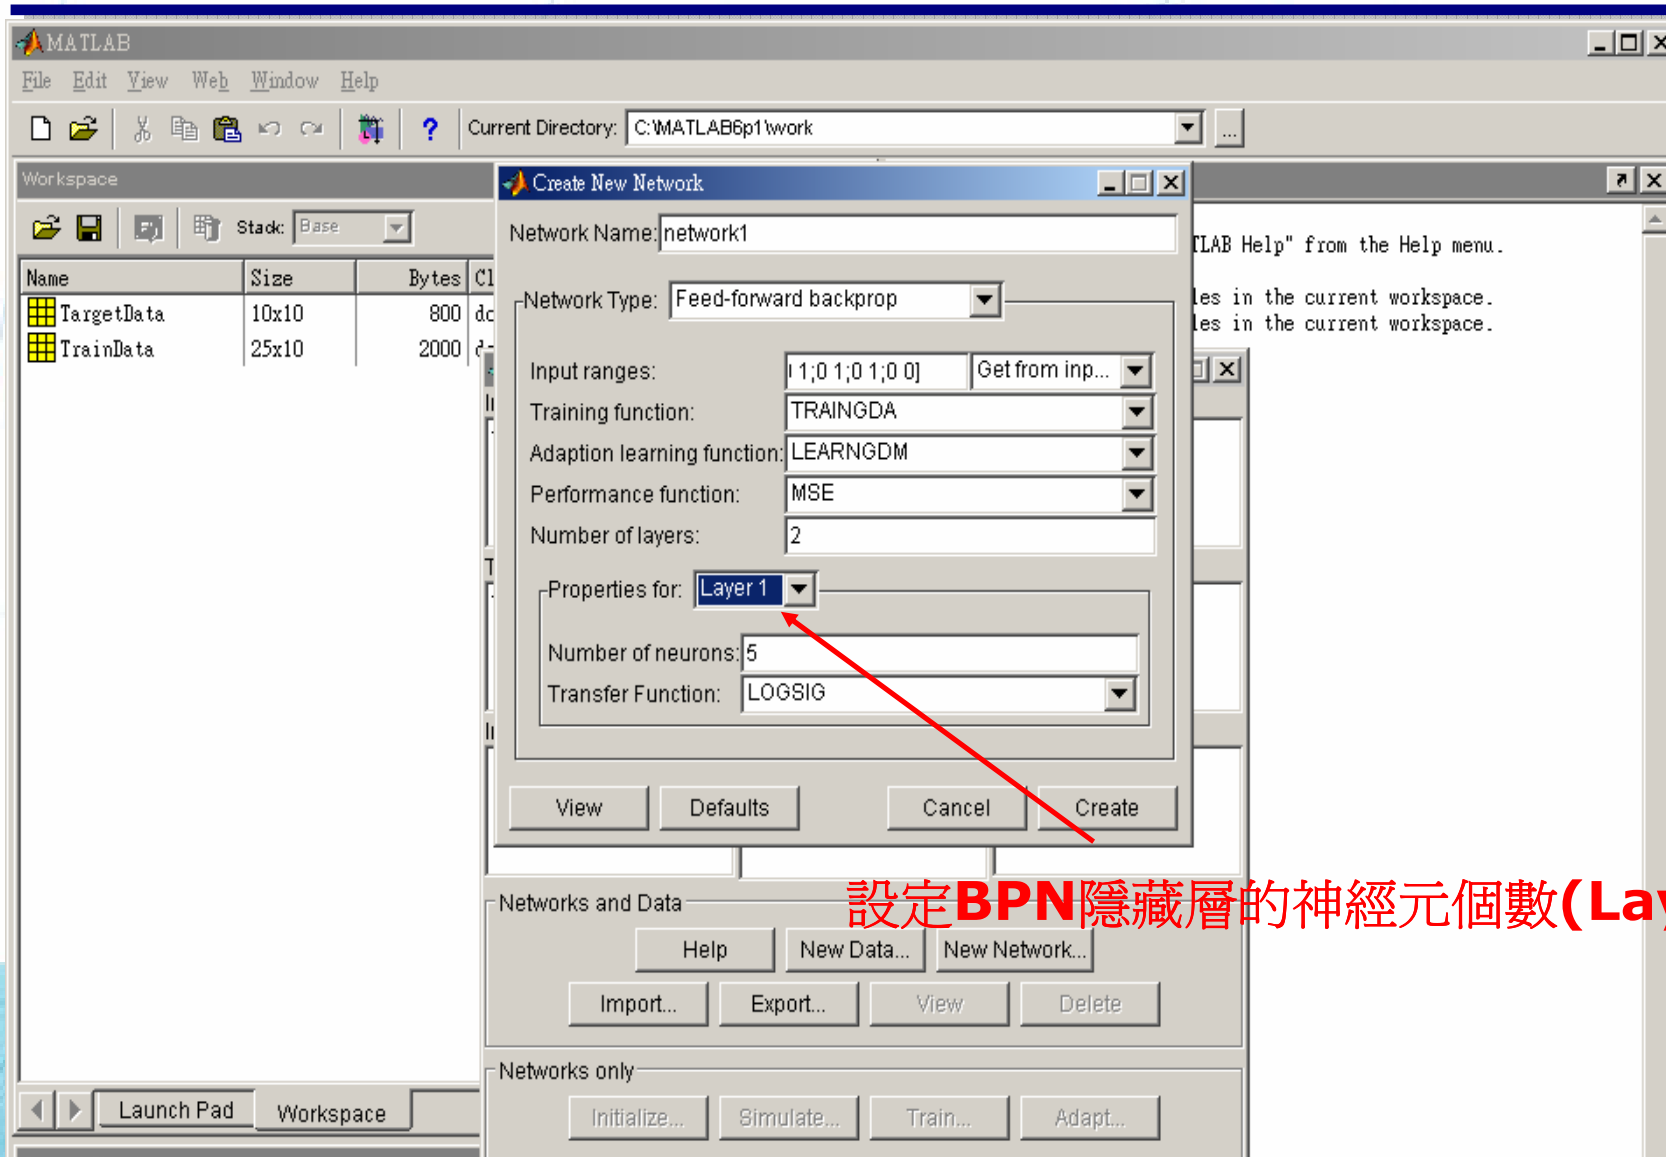 MATLAB
File Edit View Web Window Help
? Current Directory: C:\MATLAB6p1\work ...
Workspace
Stack: Base
Name Size Bytes Cl
TargetData 10x10 800 dc
TrainData 25x10 2000
TLAB Help" from the Help menu.
les in the current workspace.
les in the current workspace.
Create New Network
Network Name: network1
Network Type: Feed-forward backprop
Input ranges: 1;0 1;0 1;0 0] Get from inp...
Training function: TRAINGDA
Adaption learning function: LEARNGDM
Performance function: MSE
Number of layers: 2
Properties for: Layer 1
Number of neurons: 5
Transfer Function: LOGSIG
View Defaults Cancel Create
設定BPN隱藏層的神經元個數(Lay
Networks and Data
Help New Data... New Network...
Import... Export... View Delete
Networks only
Initialize... Simulate... Train... Adapt...
Launch Pad Workspace